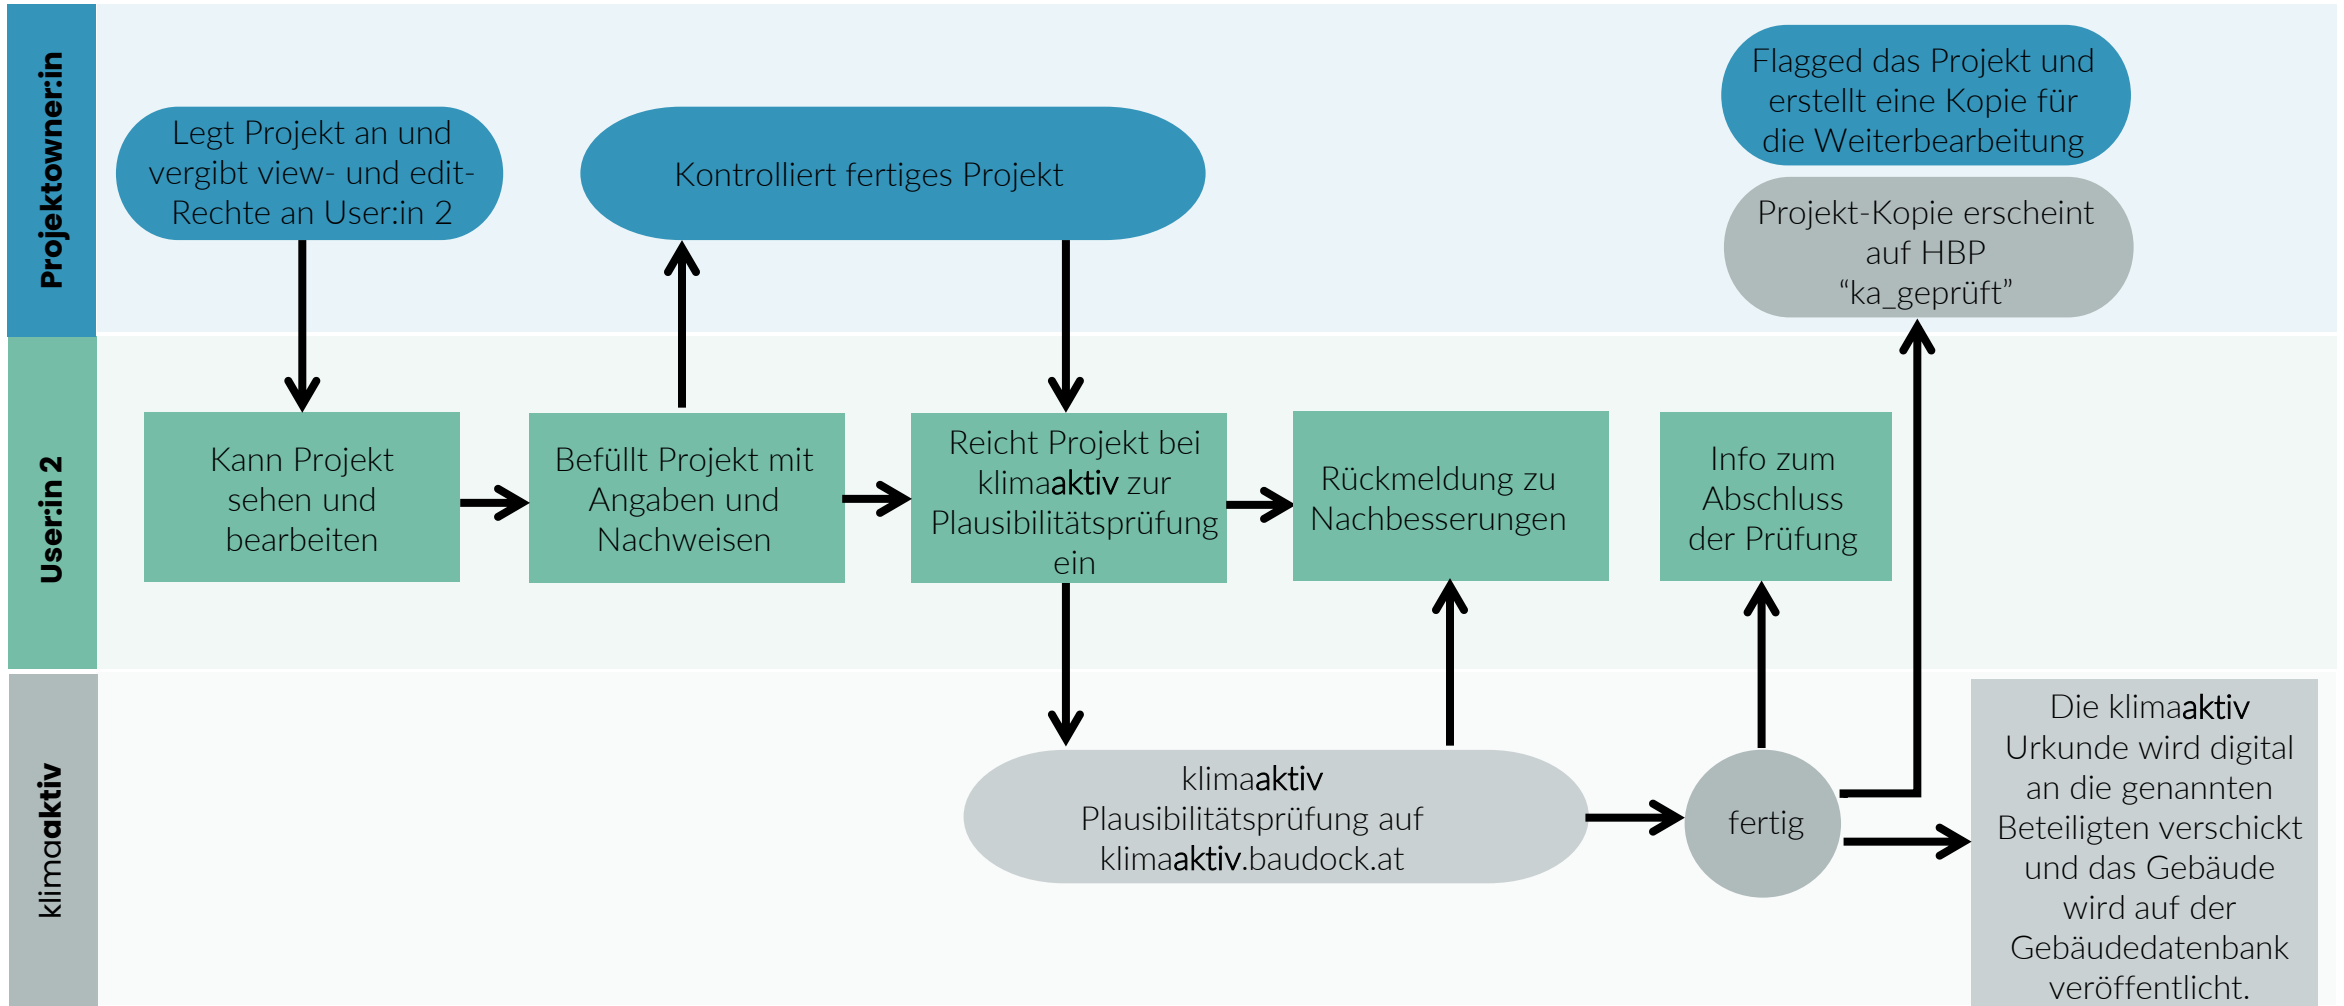 Projektowner:in
Legt Projekt an und
vergibt view- und edit-
Rechte an User:in 2
Kontrolliert fertiges Projekt
Flagged das Projekt und
erstellt eine Kopie für
die Weiterbearbeitung
Projekt-Kopie erscheint
auf HBP
“ka_geprüft”
User:in 2
Kann Projekt
sehen und
bearbeiten
Befüllt Projekt mit
Angaben und
Nachweisen
Reicht Projekt bei
klimaaktiv zur
Plausibilitätsprüfung
ein
Rückmeldung zu
Nachbesserungen
Info zum
Abschluss
der Prüfung
klimaaktiv
klimaaktiv
Plausibilitätsprüfung auf
klimaaktiv.baudock.at
fertig
Die klimaaktiv
Urkunde wird digital
an die genannten
Beteiligten verschickt
und das Gebäude
wird auf der
Gebäudedatenbank
veröffentlicht.